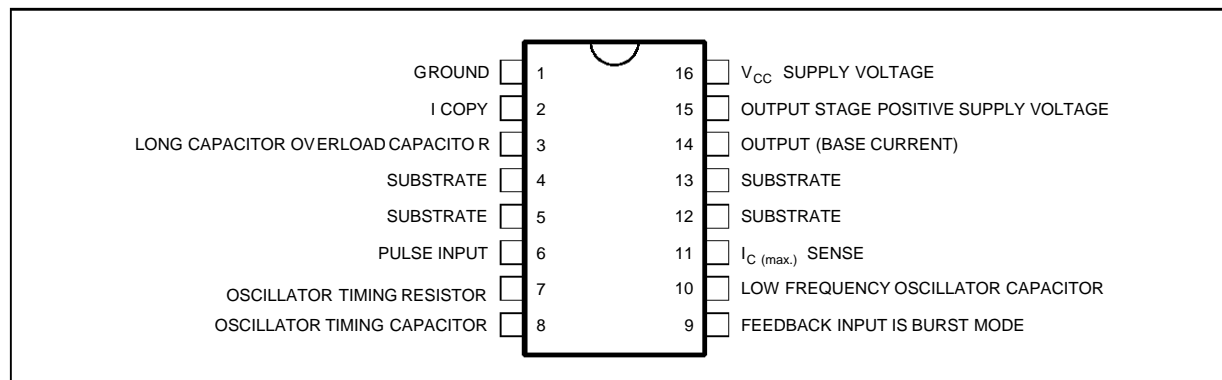 GROUND 1 16 V_CC SUPPLY VOLTAGE
I COPY 2 15 OUTPUT STAGE POSITIVE SUPPLY VOLTAGE
LONG CAPACITOR OVERLOAD CAPACITO R 3 14 OUTPUT (BASE CURRENT)
SUBSTRATE 4 13 SUBSTRATE
SUBSTRATE 5 12 SUBSTRATE
PULSE INPUT 6 11 I_C (max.) SENSE
OSCILLATOR TIMING RESISTOR 7 10 LOW FREQUENCY OSCILLATOR CAPACITOR
OSCILLATOR TIMING CAPACITOR 8 9 FEEDBACK INPUT IS BURST MODE